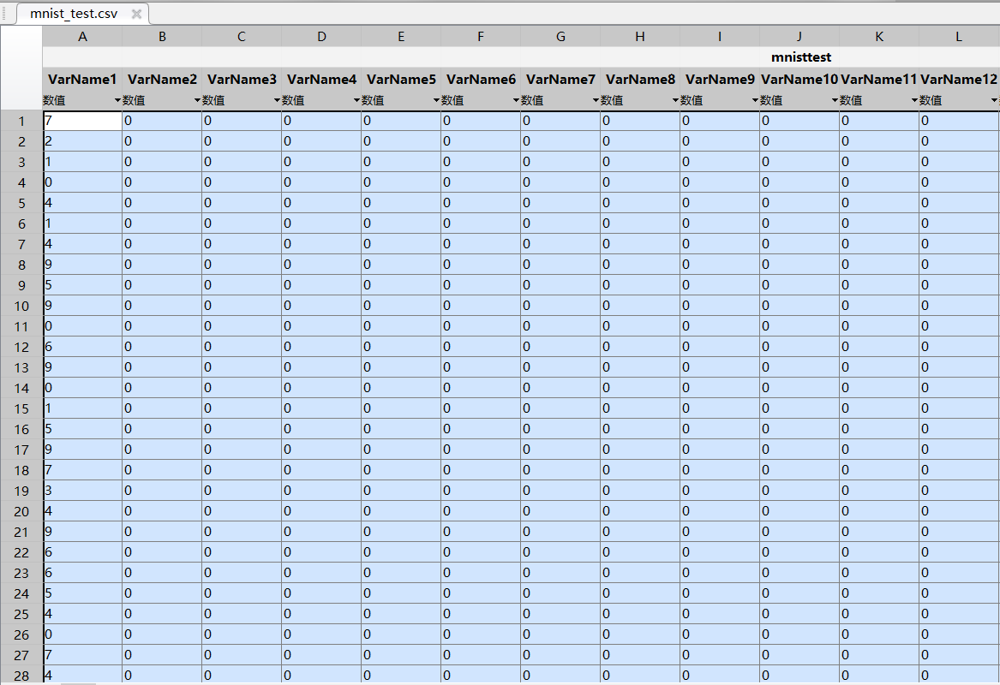 mnist_test.csv
A B C D E F G H I J K L
mnisttest
VarName1 VarName2 VarName3 VarName4 VarName5 VarName6 VarName7 VarName8 VarName9 VarName10 VarName11 VarName12
数值 数值 数值 数值 数值 数值 数值 数值 数值 数值 数值 数值
1 7 0 0 0 0 0 0 0 0 0 0 0
2 2 0 0 0 0 0 0 0 0 0 0 0
3 1 0 0 0 0 0 0 0 0 0 0 0
4 0 0 0 0 0 0 0 0 0 0 0 0
5 4 0 0 0 0 0 0 0 0 0 0 0
6 1 0 0 0 0 0 0 0 0 0 0 0
7 4 0 0 0 0 0 0 0 0 0 0 0
8 9 0 0 0 0 0 0 0 0 0 0 0
9 5 0 0 0 0 0 0 0 0 0 0 0
10 9 0 0 0 0 0 0 0 0 0 0 0
11 0 0 0 0 0 0 0 0 0 0 0 0
12 6 0 0 0 0 0 0 0 0 0 0 0
13 9 0 0 0 0 0 0 0 0 0 0 0
14 0 0 0 0 0 0 0 0 0 0 0 0
15 1 0 0 0 0 0 0 0 0 0 0 0
16 5 0 0 0 0 0 0 0 0 0 0 0
17 9 0 0 0 0 0 0 0 0 0 0 0
18 7 0 0 0 0 0 0 0 0 0 0 0
19 3 0 0 0 0 0 0 0 0 0 0 0
20 4 0 0 0 0 0 0 0 0 0 0 0
21 9 0 0 0 0 0 0 0 0 0 0 0
22 6 0 0 0 0 0 0 0 0 0 0 0
23 6 0 0 0 0 0 0 0 0 0 0 0
24 5 0 0 0 0 0 0 0 0 0 0 0
25 4 0 0 0 0 0 0 0 0 0 0 0
26 0 0 0 0 0 0 0 0 0 0 0 0
27 7 0 0 0 0 0 0 0 0 0 0 0
28 4 0 0 0 0 0 0 0 0 0 0 0